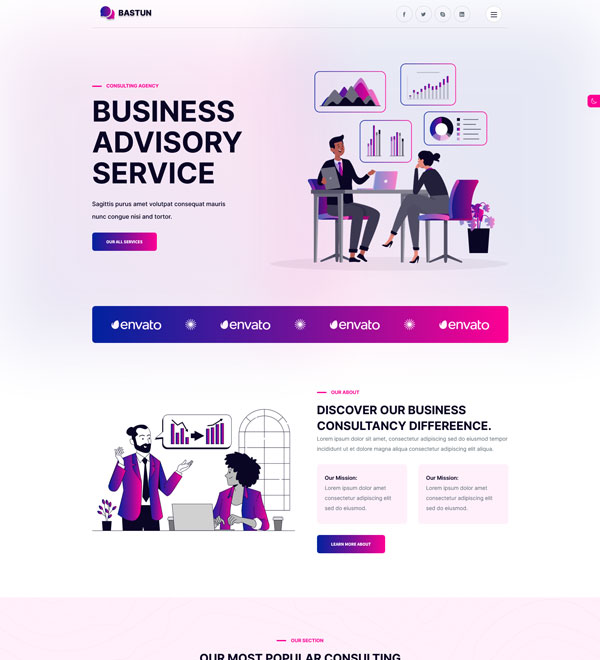 BASTUN
CONSULTING AGENCY
BUSINESS
ADVISORY
SERVICE
Sagittis purus amet volutpat consequat mauris
nunc congue nisi and tortor.
OUR ALL SERVICES
envato envato envato envato
OUR ABOUT
DISCOVER OUR BUSINESS
CONSULTANCY DIFFEREENCE.
Lorem ipsum dolor sit amet, consectetur adipiscing sed do eiusmod tempor
incididunt ut et dolore magna aliqua consectetur adipiscing elit aliqua.
Our Mission:
Lorem ipsum dolor amet
consectetur adipiscing elit
sed do eiusmod.
Our Mission:
Lorem ipsum dolor amet
consectetur adipiscing elit
sed do eiusmod.
LEARN MORE ABOUT
OUR SECTION
OUR MOST POPULAR CONSULTING